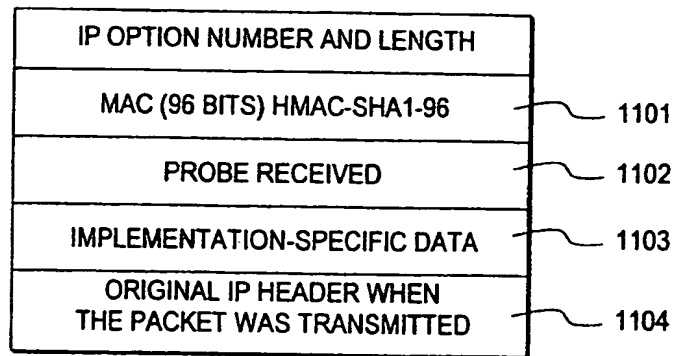 IP OPTION NUMBER AND LENGTH
MAC (96 BITS) HMAC-SHA1-96
1101
PROBE RECEIVED
1102
IMPLEMENTATION-SPECIFIC DATA
1103
ORIGINAL IP HEADER WHEN
THE PACKET WAS TRANSMITTED
1104